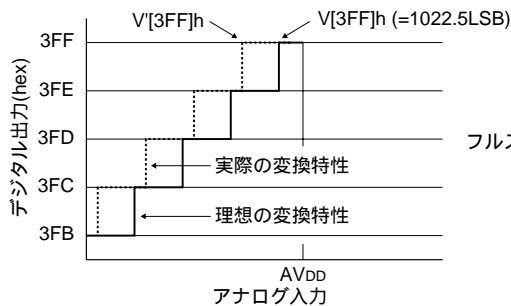 V'[3FF]h
V[3FF]h (=1022.5LSB)
3FF
3FE
3FD
3FC
3FB
デジタル出力(hex)
実際の変換特性
理想の変換特性
フルス
AVDD
アナログ入力